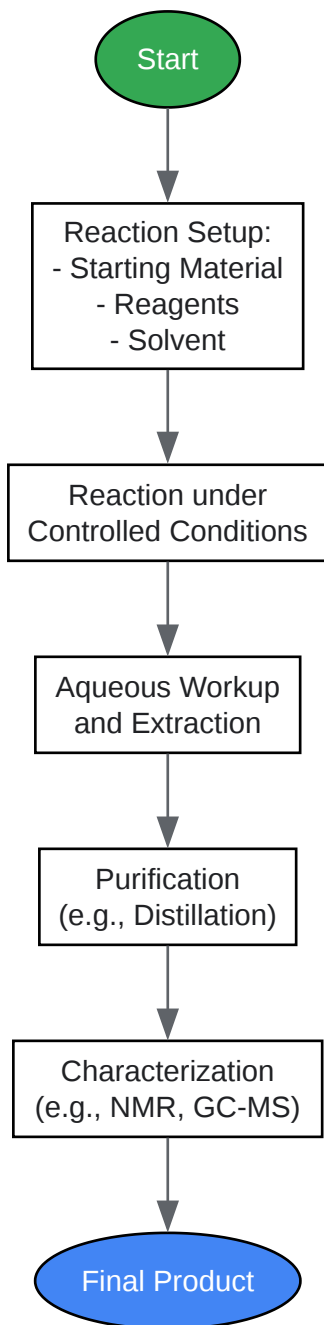 Start
Reaction Setup:
- Starting Material
- Reagents
- Solvent
Reaction under
Controlled Conditions
Aqueous Workup
and Extraction
Purification
(e.g., Distillation)
Characterization
(e.g., NMR, GC-MS)
Final Product